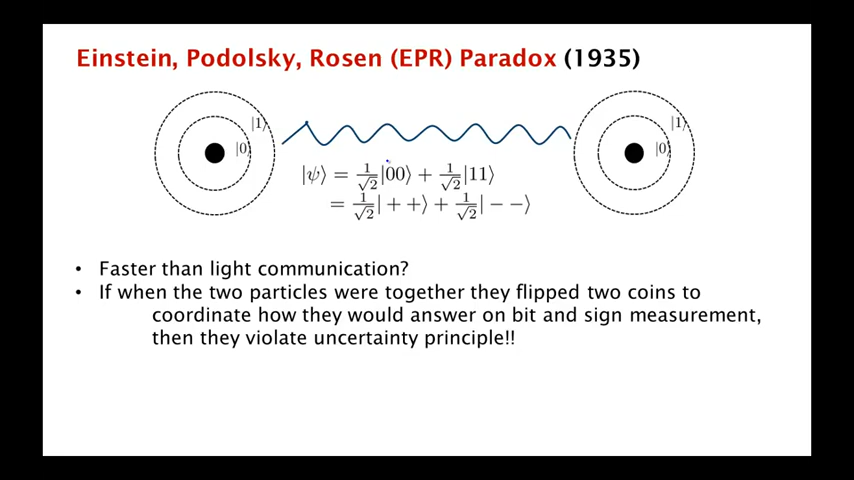 Einstein, Podolsky, Rosen (EPR) Paradox (1935)
|1⟩ |1⟩
|0⟩ |0⟩
|ψ⟩ = 1/√2 |00⟩ + 1/√2 |11⟩
= 1/√2 | + +⟩ + 1/√2 | − −⟩
• Faster than light communication?
• If when the two particles were together they flipped two coins to
coordinate how they would answer on bit and sign measurement,
then they violate uncertainty principle!!